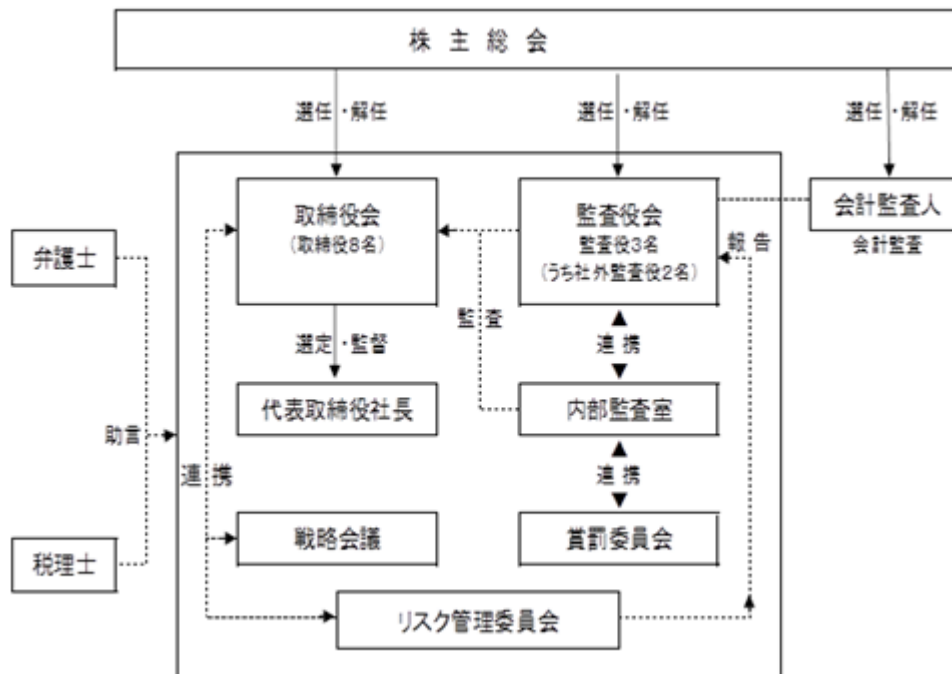 株主総会
選任・解任
選任・解任
選任・解任
取締役会
(取締役8名)
監査役会
監査役3名
(うち社外監査役2名)
会計監査人
会計監査
弁護士
報告
監査
選定・監督
連携
代表取締役社長
内部監査室
助言
連携
連携
戦略会議
賞罰委員会
税理士
リスク管理委員会